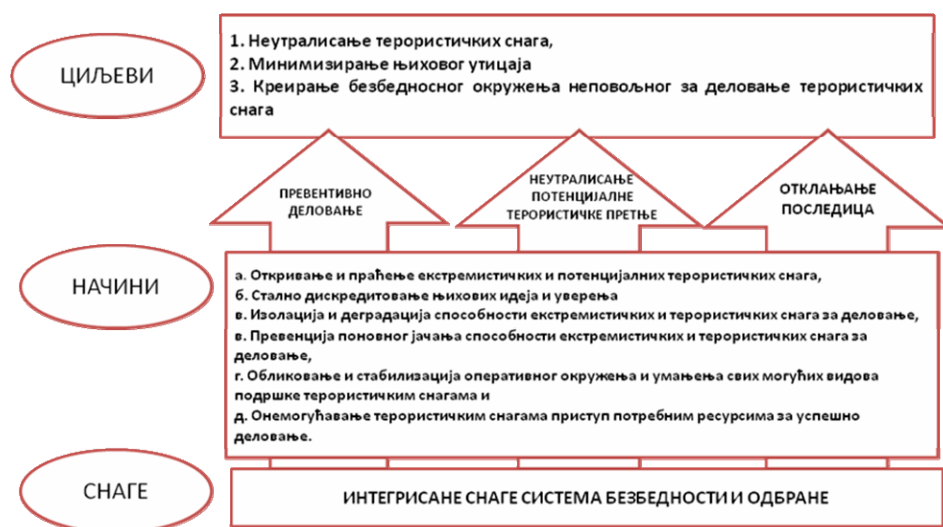 ЦИЉЕВИ
1. Неутралисање терористичких снага,
2. Минимизирање њиховог утицаја
3. Креирање безбедносног окружења неповољног за деловање терористичких
снага
ПРЕВЕНТИВНО
ДЕЛОВАЊЕ
НЕУТРАЛИСАЊЕ
ПОТЕНЦИЈАЛНЕ
ТЕРОРИСТИЧКЕ ПРЕТЊЕ
ОТКЛАЊАЊЕ
ПОСЛЕДИЦА
НАЧИНИ
а. Откривање и праћење екстремистичких и потенцијалних терористичких снага,
б. Стално дискредитовање њихових идеја и уверења
в. Изолација и деградација способности екстремистичких и терористичких снага за деловање,
в. Превенција поновног јачања способности екстремистичких и терористичких снага за
деловање,
г. Обликовање и стабилизација оперативног окружења и умањења свих могућих видова
подршке терористичким снагама и
д. Онемогућавање терористичким снагама приступ потребним ресурсима за успешно
деловање.
СНАГЕ
ИНТЕГРИСАНЕ СНАГЕ СИСТЕМА БЕЗБЕДНОСТИ И ОДБРАНЕ